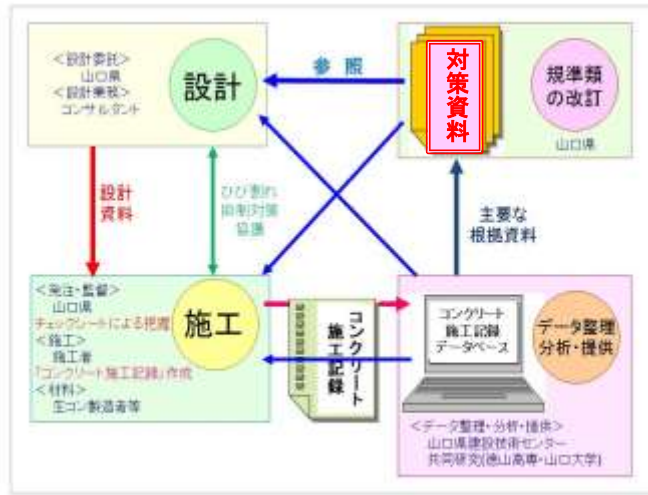 <設計委託>
山口県
<設計業務>
コンサルタント
設計
参照
対策資料
規準類
の改訂
山口県
設計
資料
ひび割れ
抑制対策
協議
主要な
根拠資料
<発注・監督>
山口県
チェックシートによる把握
<施工>
施工者
「コンクリート施工記録」作成
<材料>
生コン製造者等
施工
コンクリート
施工記録
コンクリート
施工記録
データベース
データ整理
分析・提供
<データ整理・分析・提供>
山口県建設技術センター
共同研究(徳山高専・山口大学)